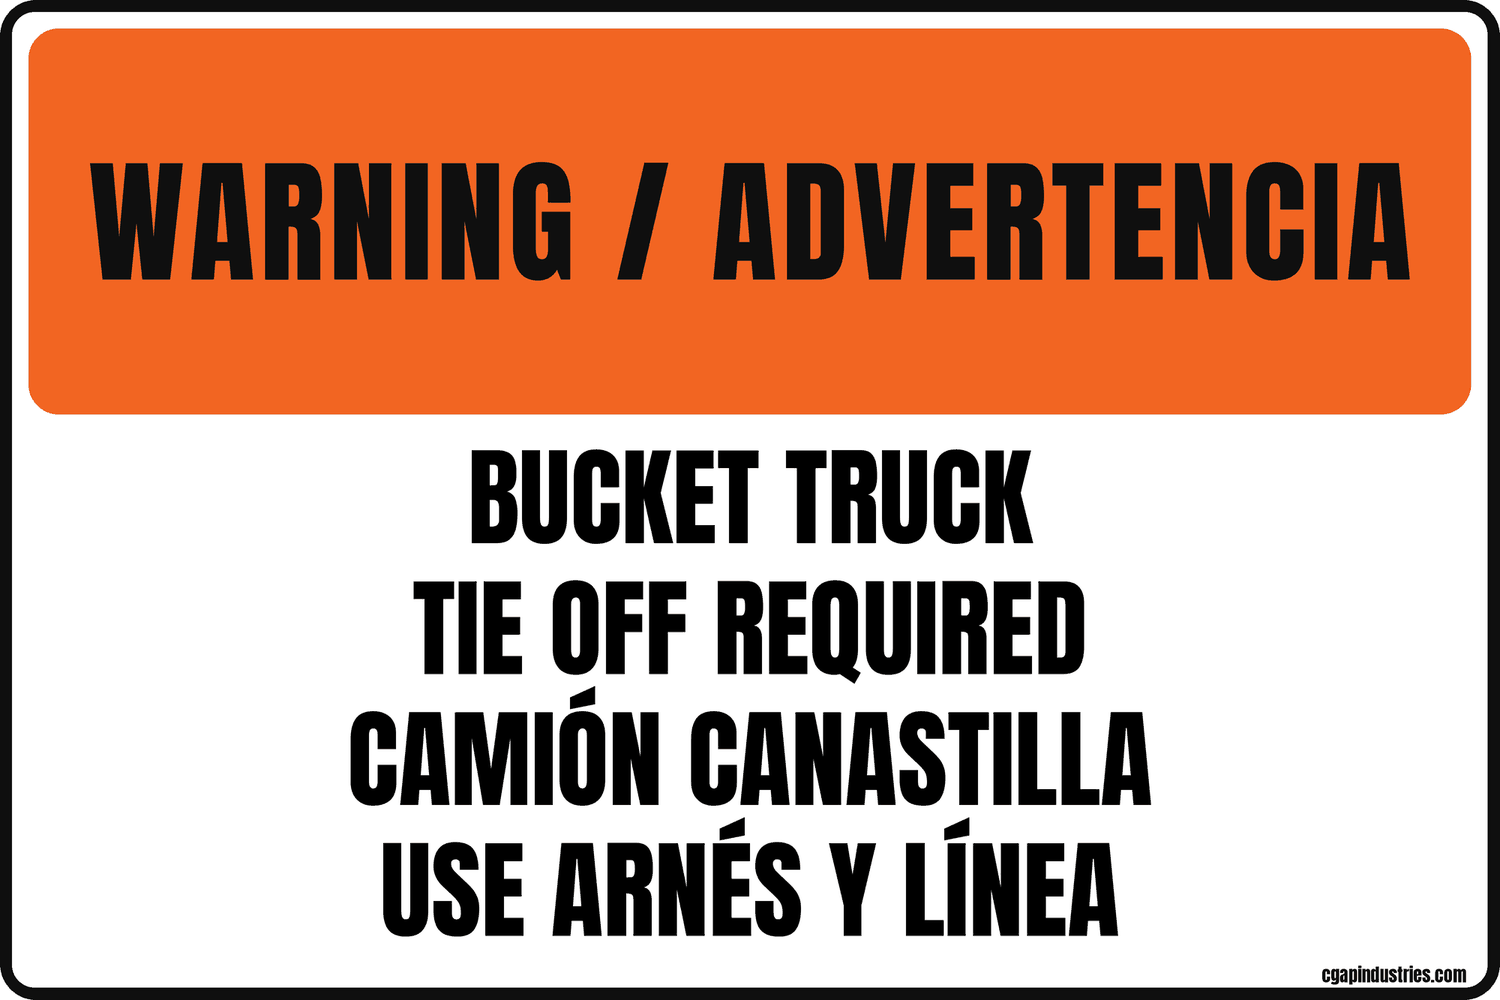 WARNING / ADVERTENCIA
BUCKET TRUCK
TIE OFF REQUIRED
CAMIÓN CANASTILLA
USE ARNÉS Y LÍNEA
cgapindustries.com